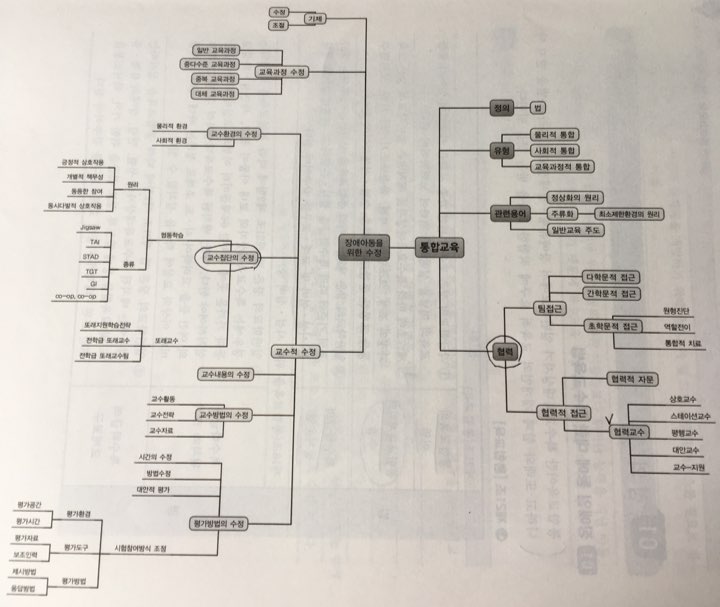 수정
조절
기제
일반 교육과정
중다수준 교육과정
중복 교육과정
대체 교육과정
교육과정 수정
물리적 환경
사회적 환경
교수환경의 수정
긍정적 상호작용
개별적 책무성
동등한 참여
동시다발적 상호작용
원리
Jigsaw
TAI
STAD
TGT
GI
co-op, co-op
종류
협동학습
교수집단의 수정
또래지원학습전략
전학급 또래교수
전학급 또래교수팀
또래교수
교수적 수정
교수내용의 수정
교수활동
교수전략
교수자료
교수방법의 수정
시간의 수정
방법수정
대안적 평가
평가방법의 수정
평가공간
평가시간
평가환경
평가자료
보조인력
평가도구
제시방법
응답방법
평가방법
시험참여방식 조정
장애아동을
위한 수정
통합교육
정의
법
유형
물리적 통합
사회적 통합
교육과정적 통합
관련용어
정상화의 원리
주류화
최소제한환경의 원리
일반교육 주도
협력
팀접근
다학문적 접근
간학문적 접근
초학문적 접근
원형진단
역할전이
통합적 치료
협력적 접근
협력적 자문
협력교수
상호교수
스테이션교수
평행교수
대안교수
교수-지원